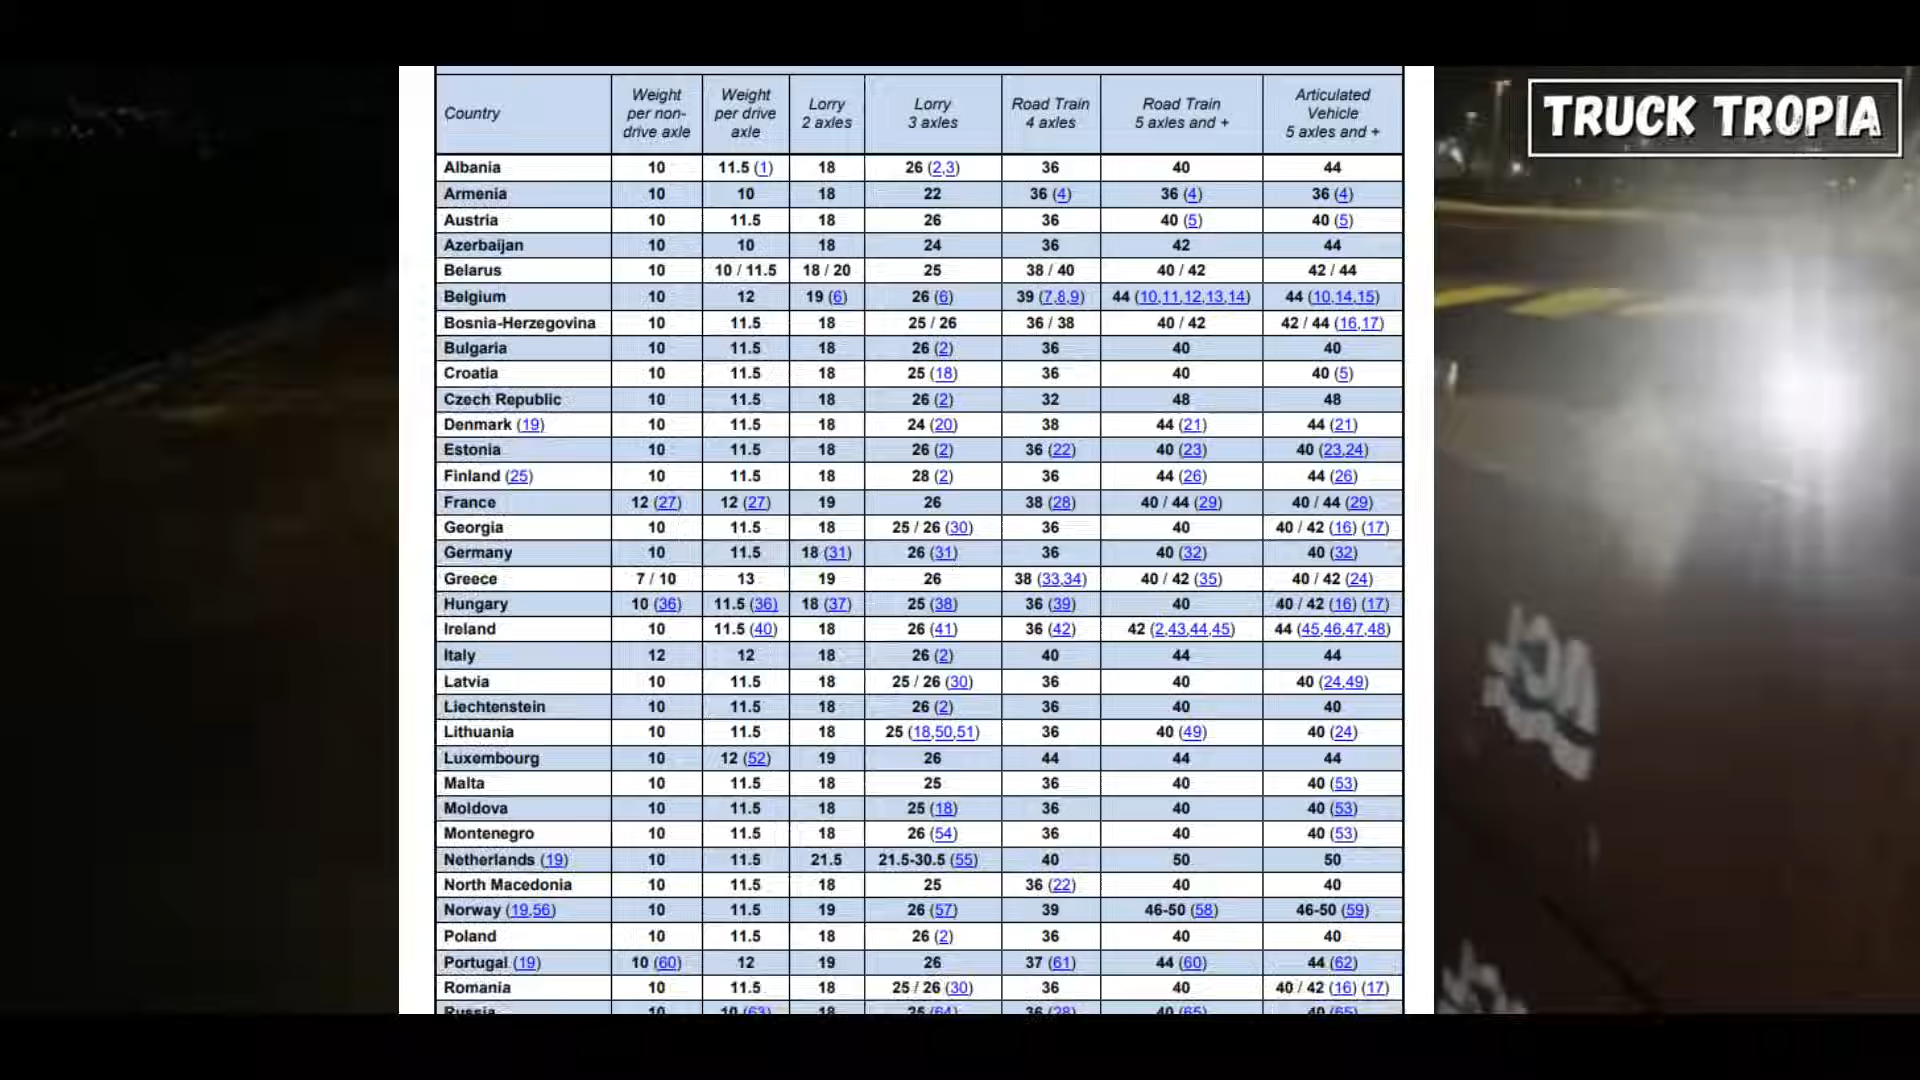 TRUCK TROPIA
Country Weight per non-drive axle Weight per drive axle Lorry 2 axles Lorry 3 axles Road Train 4 axles Road Train 5 axles and + Articulated Vehicle 5 axles and +
Albania 10 11.5 (1) 18 26 (2,3) 36 40 44
Armenia 10 10 18 22 36 (4) 36 (4) 36 (4)
Austria 10 11.5 18 26 36 40 (5) 40 (5)
Azerbaijan 10 10 18 24 36 42 44
Belarus 10 10 / 11.5 18 / 20 25 38 / 40 40 / 42 42 / 44
Belgium 10 12 19 (6) 26 (6) 39 (7,8,9) 44 (10,11,12,13,14) 44 (10,14,15)
Bosnia-Herzegovina 10 11.5 18 25 / 26 36 / 38 40 / 42 42 / 44 (16,17)
Bulgaria 10 11.5 18 26 (2) 36 40 40
Croatia 10 11.5 18 25 (18) 36 40 40 (5)
Czech Republic 10 11.5 18 26 (2) 32 48 48
Denmark (19) 10 11.5 18 24 (20) 38 44 (21) 44 (21)
Estonia 10 11.5 18 26 (2) 36 (22) 40 (23) 40 (23,24)
Finland (25) 10 11.5 18 28 (2) 36 44 (26) 44 (26)
France 12 (27) 12 (27) 19 26 38 (28) 40 / 44 (29) 40 / 44 (29)
Georgia 10 11.5 18 25 / 26 (30) 36 40 40 / 42 (16) (17)
Germany 10 11.5 18 (31) 26 (31) 36 40 (32) 40 (32)
Greece 7 / 10 13 19 26 38 (33,34) 40 / 42 (35) 40 / 42 (24)
Hungary 10 (36) 11.5 (36) 18 (37) 25 (38) 36 (39) 40 40 / 42 (16) (17)
Ireland 10 11.5 (40) 18 26 (41) 36 (42) 42 (2,43,44,45) 44 (45,46,47,48)
Italy 12 12 18 26 (2) 40 44 44
Latvia 10 11.5 18 25 / 26 (30) 36 40 40 (24,49)
Liechtenstein 10 11.5 18 26 (2) 36 40 40
Lithuania 10 11.5 18 25 (18,50,51) 36 40 (49) 40 (24)
Luxembourg 10 12 (52) 19 26 44 44 44
Malta 10 11.5 18 25 36 40 40 (53)
Moldova 10 11.5 18 25 (18) 36 40 40 (53)
Montenegro 10 11.5 18 26 (54) 36 40 40 (53)
Netherlands (19) 10 11.5 21.5 21.5-30.5 (55) 40 50 50
North Macedonia 10 11.5 18 25 36 (22) 40 40
Norway (19,56) 10 11.5 19 26 (57) 39 46-50 (58) 46-50 (59)
Poland 10 11.5 18 26 (2) 36 40 40
Portugal (19) 10 (60) 12 19 26 37 (61) 44 (60) 44 (62)
Romania 10 11.5 18 25 / 26 (30) 36 40 40 / 42 (16) (17)
Russia 10 10 (63) 18 25 (64) 36 (28) 40 (65) 40 (65)